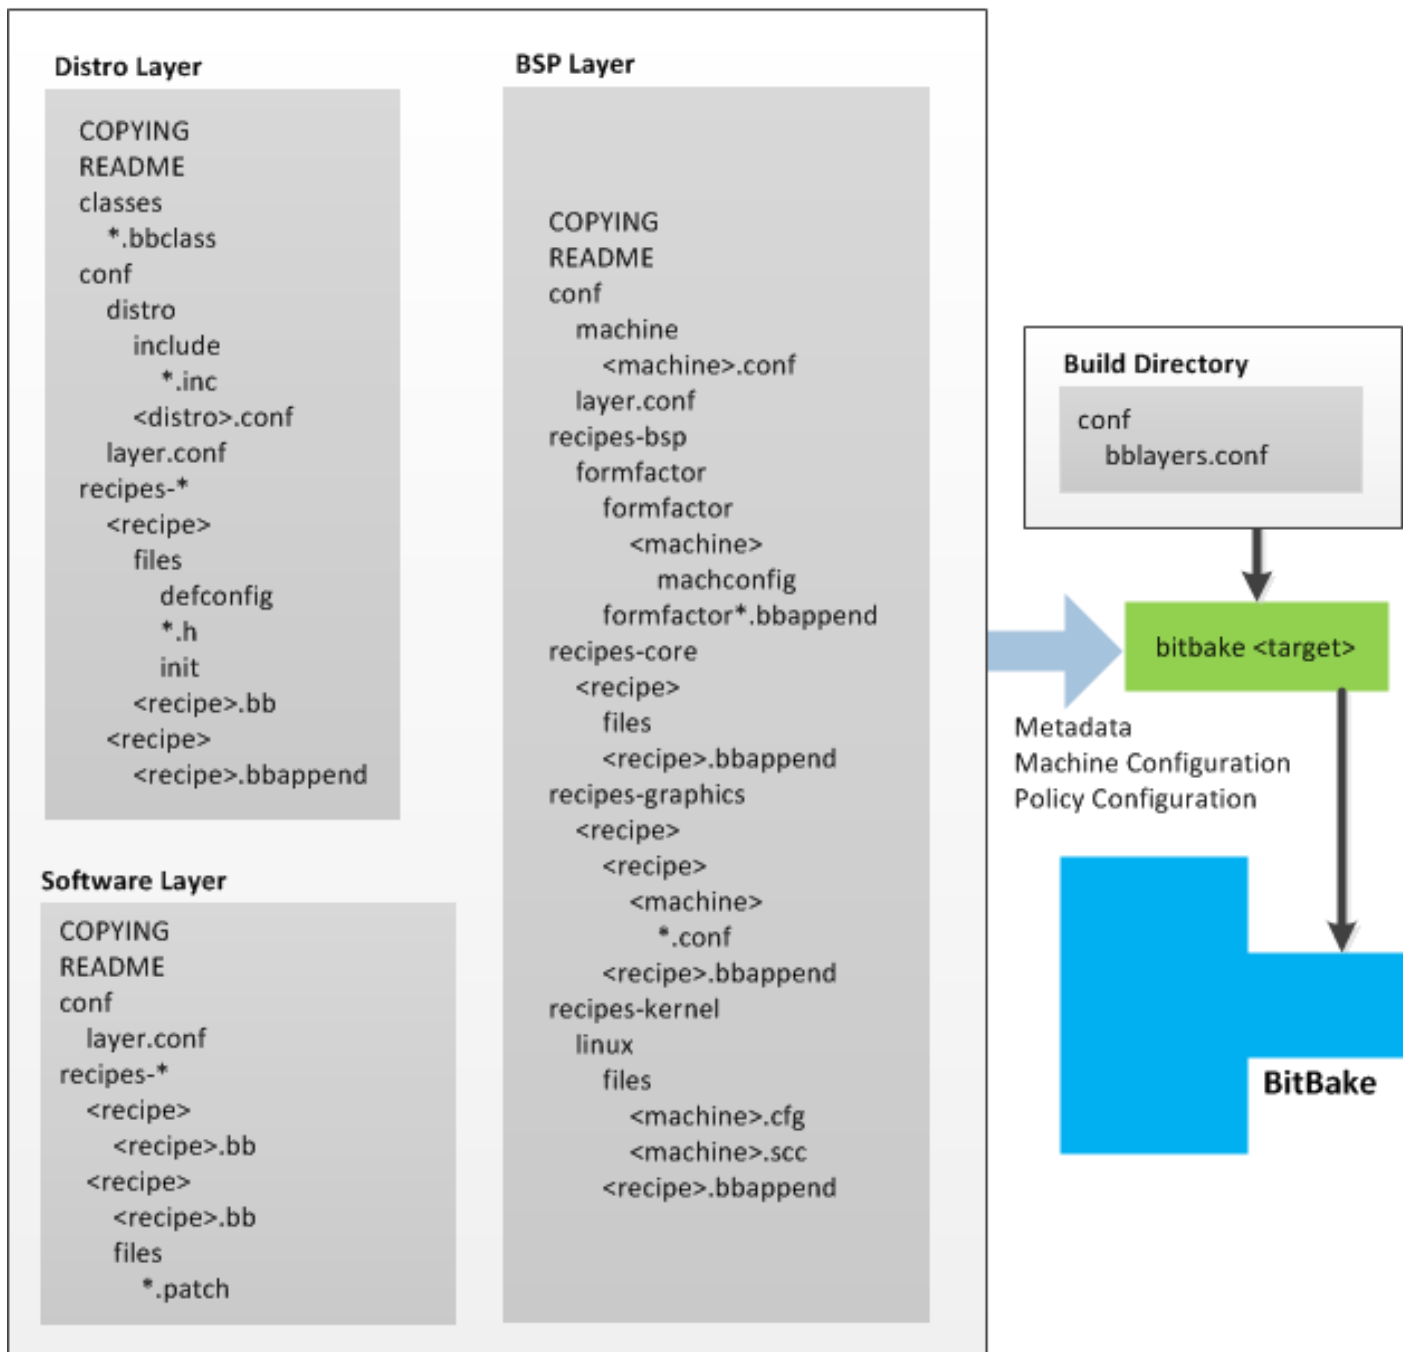 Distro Layer
COPYING
README
classes
*.bbclass
conf
distro
include
*.inc
<distro>.conf
layer.conf
recipes-*
<recipe>
files
defconfig
*.h
init
<recipe>.bb
<recipe>
<recipe>.bbappend
Software Layer
COPYING
README
conf
layer.conf
recipes-*
<recipe>
<recipe>.bb
<recipe>
<recipe>.bb
files
*.patch
BSP Layer
COPYING
README
conf
machine
<machine>.conf
layer.conf
recipes-bsp
formfactor
formfactor
<machine>
machconfig
formfactor*.bbappend
recipes-core
<recipe>
files
<recipe>.bbappend
recipes-graphics
<recipe>
<recipe>
<machine>
*.conf
<recipe>.bbappend
recipes-kernel
linux
files
<machine>.cfg
<machine>.scc
<recipe>.bbappend
Build Directory
conf
bblayers.conf
bitbake <target>
Metadata
Machine Configuration
Policy Configuration
BitBake